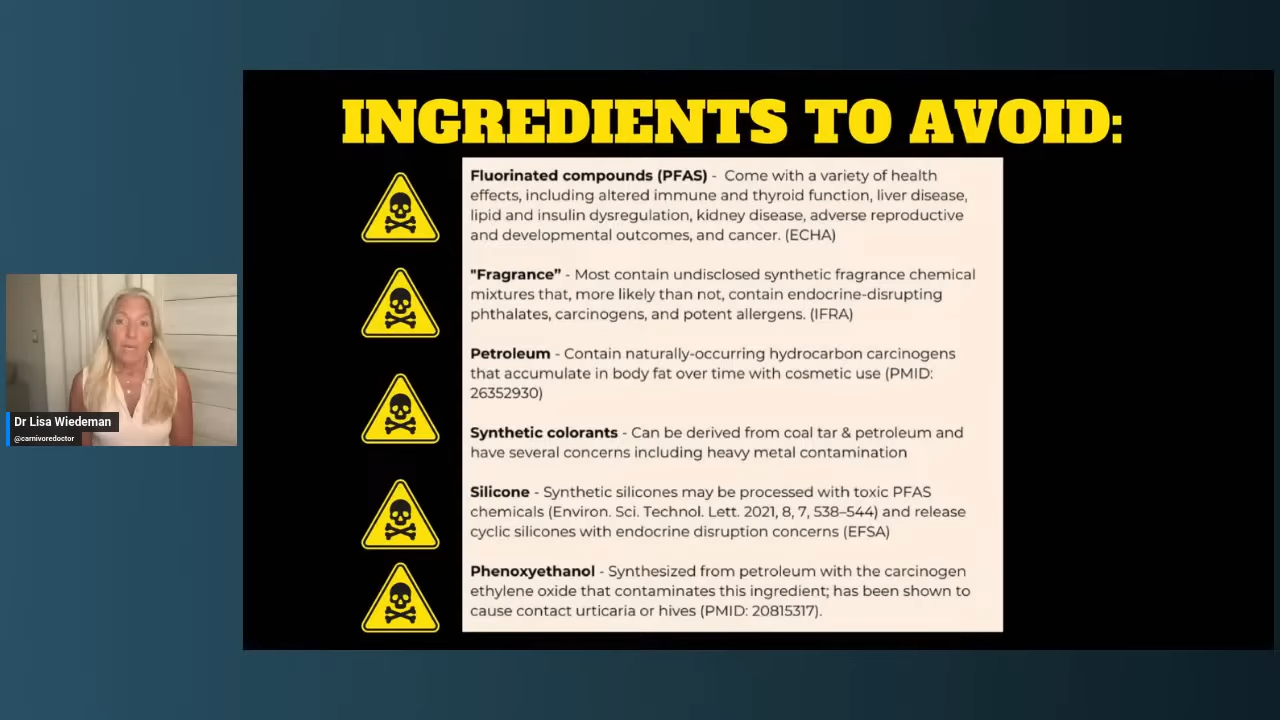 INGREDIENTS TO AVOID:
Fluorinated compounds (PFAS) - Come with a variety of health
effects, including altered immune and thyroid function, liver disease,
lipid and insulin dysregulation, kidney disease, adverse reproductive
and developmental outcomes, and cancer. (ECHA)
"Fragrance” - Most contain undisclosed synthetic fragrance chemical
mixtures that, more likely than not, contain endocrine-disrupting
phthalates, carcinogens, and potent allergens. (IFRA)
Petroleum - Contain naturally-occurring hydrocarbon carcinogens
that accumulate in body fat over time with cosmetic use (PMID:
26352930)
Synthetic colorants - Can be derived from coal tar & petroleum and
have several concerns including heavy metal contamination
Silicone - Synthetic silicones may be processed with toxic PFAS
chemicals (Environ. Sci. Technol. Lett. 2021, 8, 7, 538–544) and release
cyclic silicones with endocrine disruption concerns (EFSA)
Phenoxyethanol - Synthesized from petroleum with the carcinogen
ethylene oxide that contaminates this ingredient; has been shown to
cause contact urticaria or hives (PMID: 20815317).
Dr Lisa Wiedeman
@carnivoredoctor